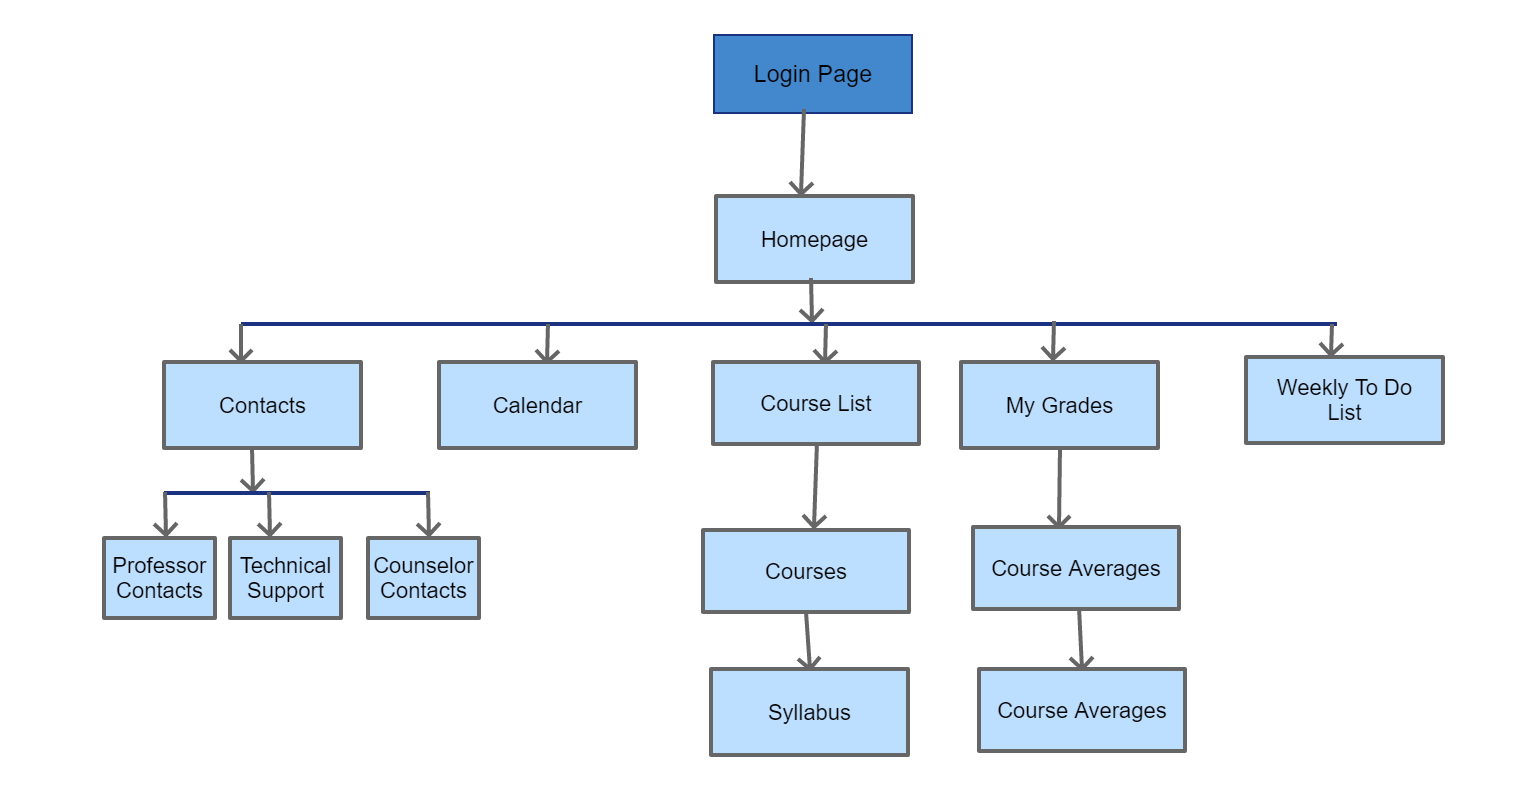 Login Page
Homepage
Contacts
Calendar
Course List
My Grades
Weekly To Do
List
Professor
Contacts
Technical
Support
Counselor
Contacts
Courses
Course Averages
Syllabus
Course Averages